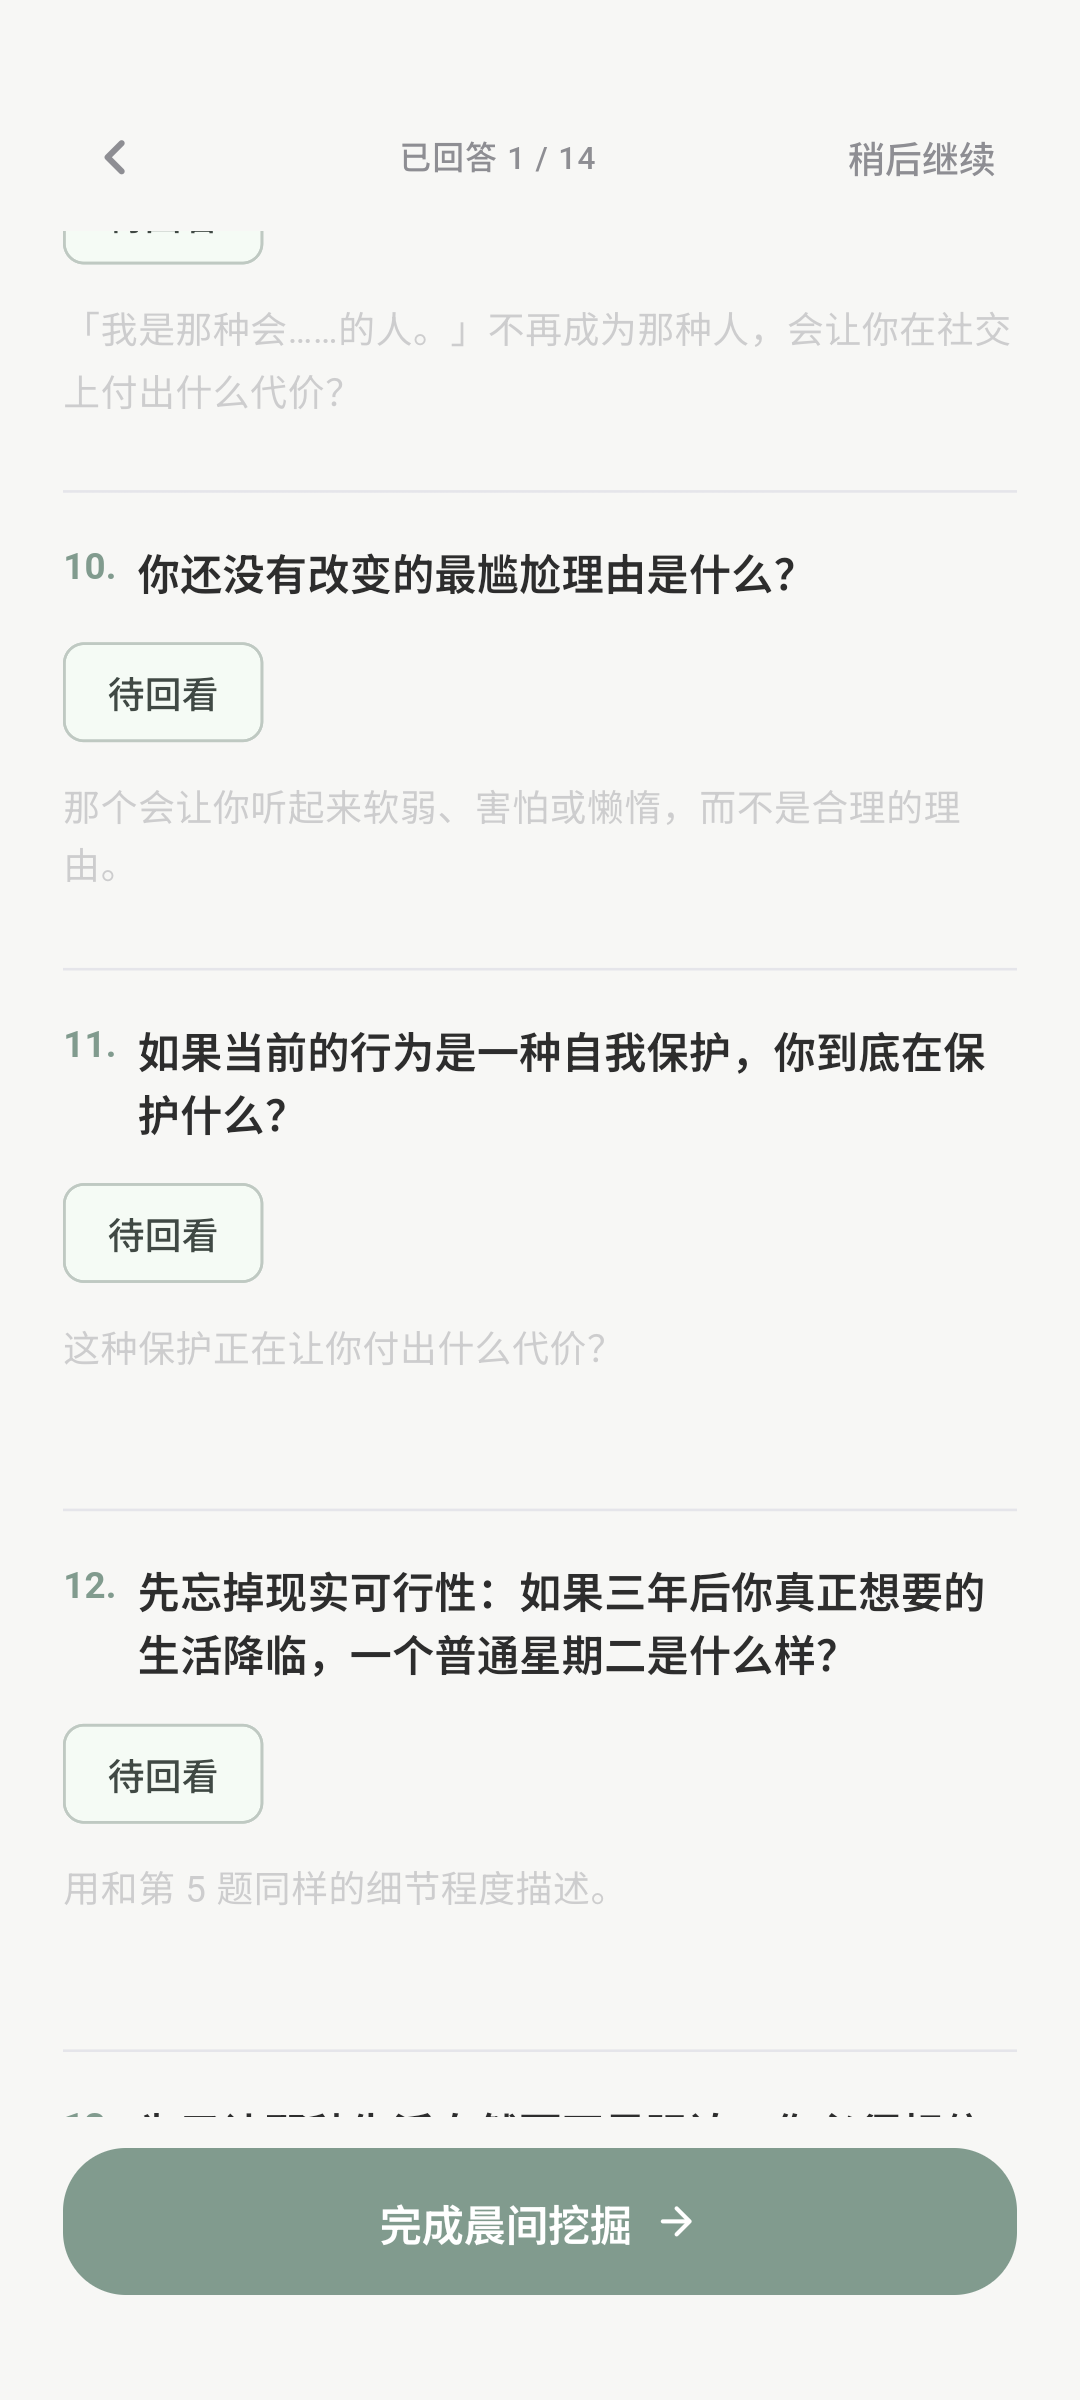 已回答 1 / 14
稍后继续
「我是那种会……的人。」不再成为那种人，会让你在社交
上付出什么代价？
10. 你还没有改变的最尴尬理由是什么？
待回看
那个会让你听起来软弱、害怕或懒惰，而不是合理的理
由。
11. 如果当前的行为是一种自我保护，你到底在保
护什么？
待回看
这种保护正在让你付出什么代价？
12. 先忘掉现实可行性：如果三年后你真正想要的
生活降临，一个普通星期二是什么样？
待回看
用和第 5 题同样的细节程度描述。
完成晨间挖掘